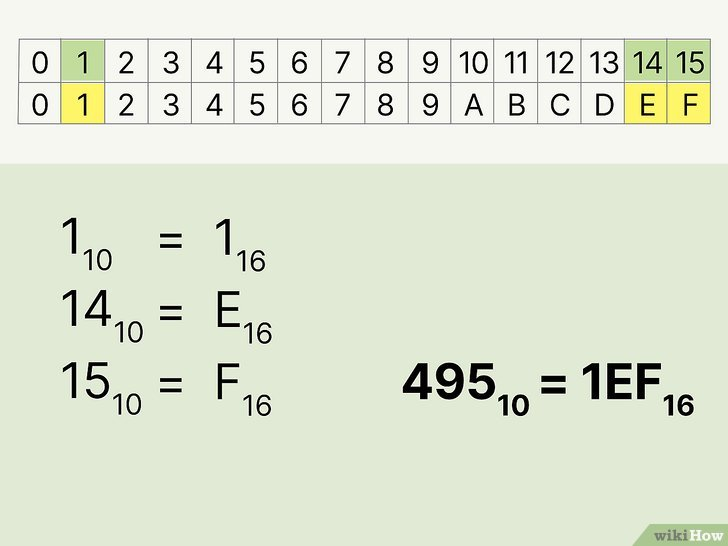 0 1 2 3 4 5 6 7 8 9 10 11 12 13 14 15
0 1 2 3 4 5 6 7 8 9 A B C D E F
1₁₀ = 1₁₆
14₁₀ = E₁₆
15₁₀ = F₁₆ 495₁₀ = 1EF₁₆
wikiHow